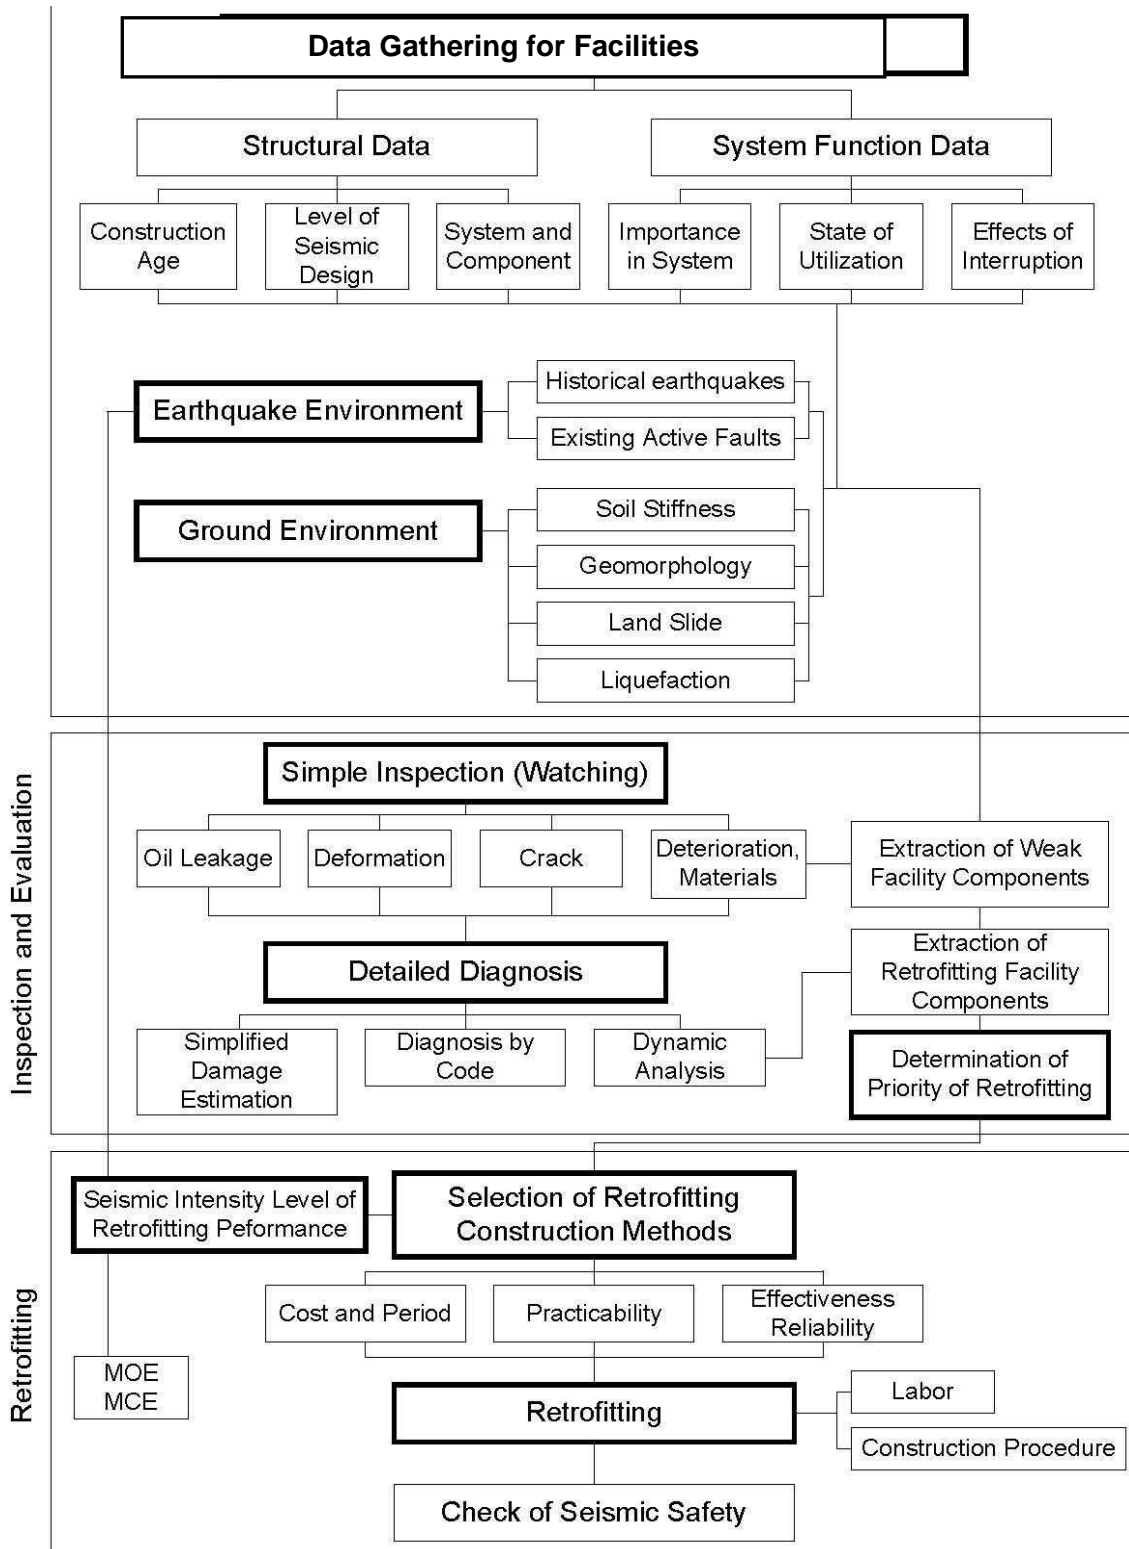 Data Gathering for Facilities
Structural Data
System Function Data
Construction
Age
Level of
Seismic
Design
System and
Component
Importance
in System
State of
Utilization
Effects of
Interruption
Earthquake Environment
Historical earthquakes
Existing Active Faults
Ground Environment
Soil Stiffness
Geomorphology
Land Slide
Liquefaction
Inspection and Evaluation
Simple Inspection (Watching)
Oil Leakage
Deformation
Crack
Deterioration,
Materials
Extraction of Weak
Facility Components
Detailed Diagnosis
Extraction of
Retrofitting Facility
Components
Simplified
Damage
Estimation
Diagnosis by
Code
Dynamic
Analysis
Determination of
Priority of Retrofitting
Retrofitting
Seismic Intensity Level of
Retrofitting Peformance
Selection of Retrofitting
Construction Methods
Cost and Period
Practicability
Effectiveness
Reliability
MOE
MCE
Retrofitting
Labor
Construction Procedure
Check of Seismic Safety